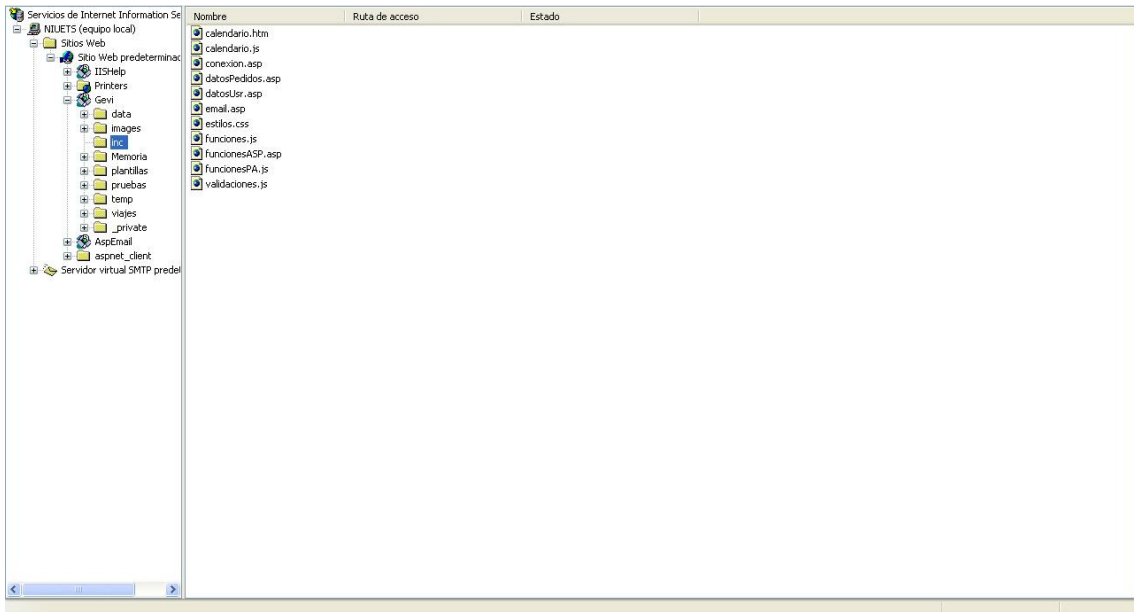 Servicios de Internet Information Se
NIUETS (equipo local)
Sitios Web
Sitio Web predeterminac
IISHelp
Printers
Gevi
data
images
inc
Memoria
plantillas
pruebas
temp
viajes
_private
AspEmail
aspnet_client
Servidor virtual SMTP predet
Nombre Ruta de acceso Estado
calendario.htm
calendario.js
conexion.asp
datosPedidos.asp
datosUsr.asp
email.asp
estilos.css
funciones.js
funcionesASP.asp
funcionesPA.js
validaciones.js